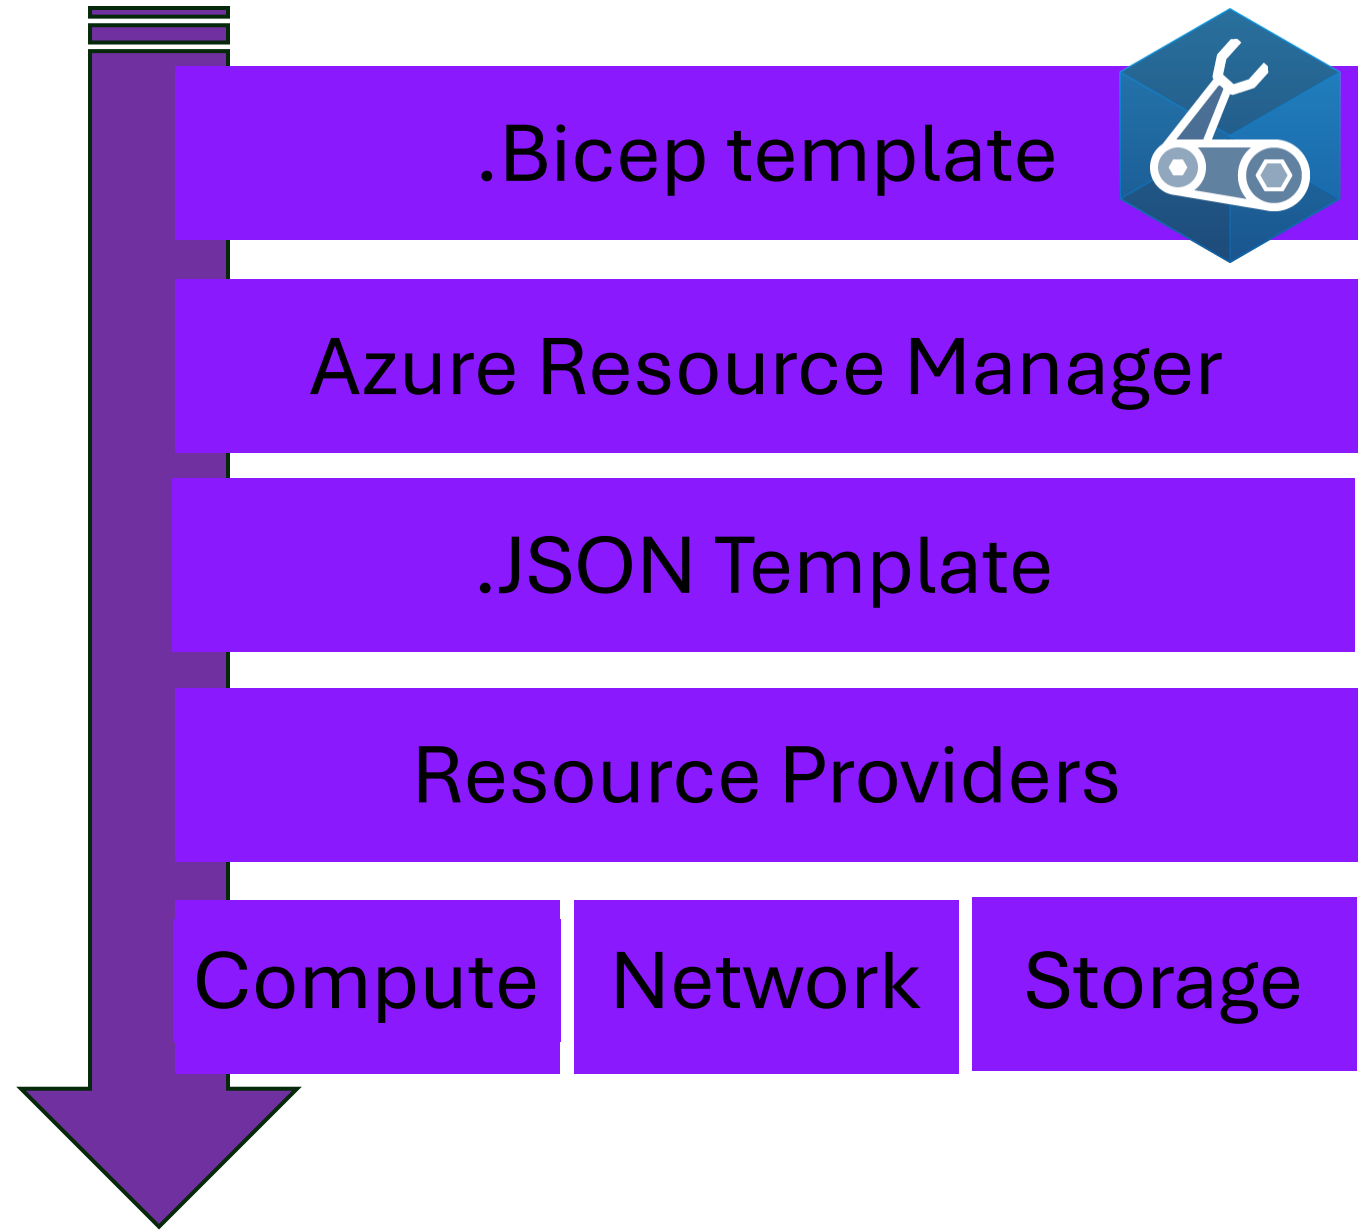 .Bicep template
Azure Resource Manager
.JSON Template
Resource Providers
Compute
Network
Storage